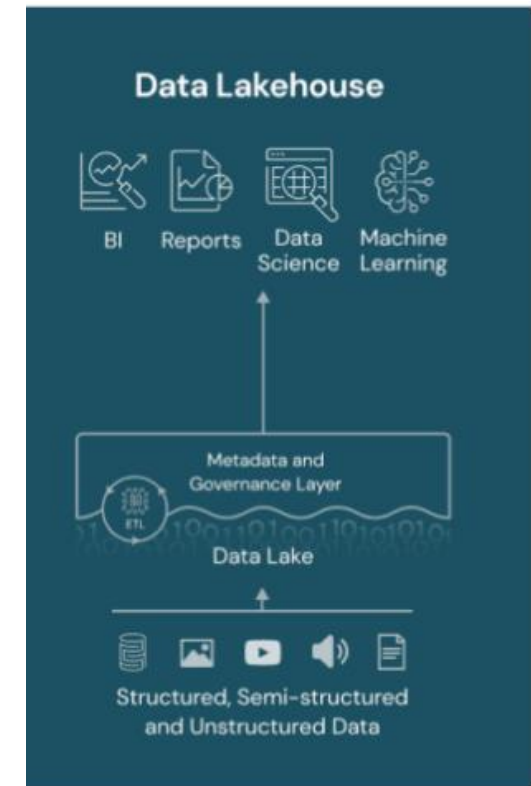 Data Lakehouse
BI
Reports
Data
Science
Machine
Learning
Metadata and
Governance Layer
ETL
Data Lake
Structured, Semi-structured
and Unstructured Data